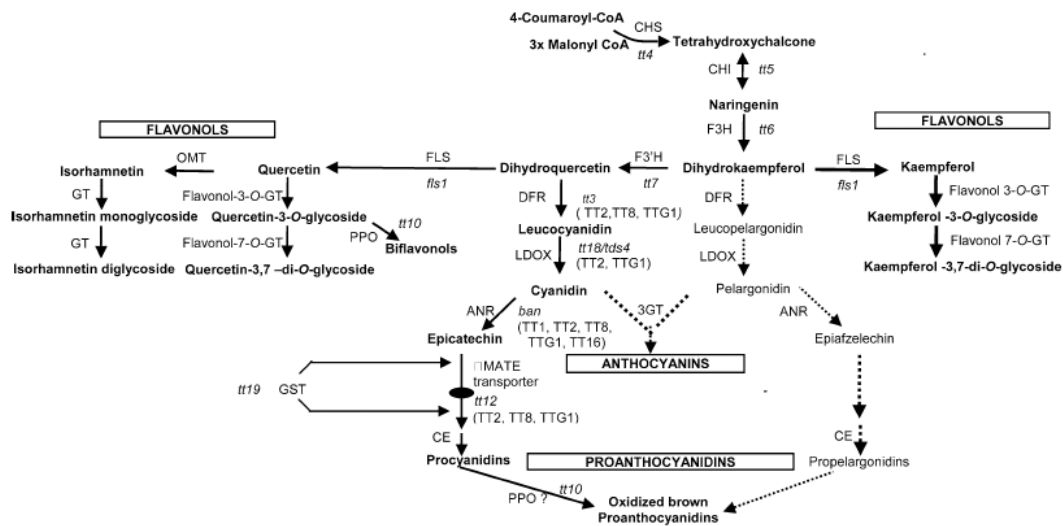 4-Coumaroyl-CoA
CHS
3x Malonyl CoA
Tetrahydroxychalcone
tt4
CHI
tt5
Naringenin
FLAVONOLS
F3H
tt6
FLAVONOLS
OMT
Isorhamnetin
Quercetin
FLS
Dihydroquercetin
F3'H
Dihydrokaempferol
FLS
Kaempferol
fls1
tt7
fls1
GT
Flavonol-3-O-GT
DFR
tt3
DFR
Flavonol 3-O-GT
( TT2,TT8, TTG1)
Isorhamnetin monoglycoside
Quercetin-3-O-glycoside
tt10
Leucocyanidin
Leucopelargonidin
Kaempferol -3-O-glycoside
GT
Flavonol-7-O-GT
PPO
Biflavonols
LDOX
tt18/tds4
(TT2, TTG1)
LDOX
Flavonol 7-O-GT
Isorhamnetin diglycoside
Quercetin-3,7 –di-O-glycoside
Kaempferol -3,7-di-O-glycoside
Cyanidin
Pelargonidin
ANR
ban
3GT
ANR
Epicatechin
(TT1, TT2, TT8,
TTG1, TT16)
Epiafzelechin
MATE
transporter
ANTHOCYANINS
tt19
GST
tt12
(TT2, TT8, TTG1)
CE
CE
Procyanidins
PROANTHOCYANIDINS
Propelargonidins
PPO ?
tt10
Oxidized brown
Proanthocyanidins